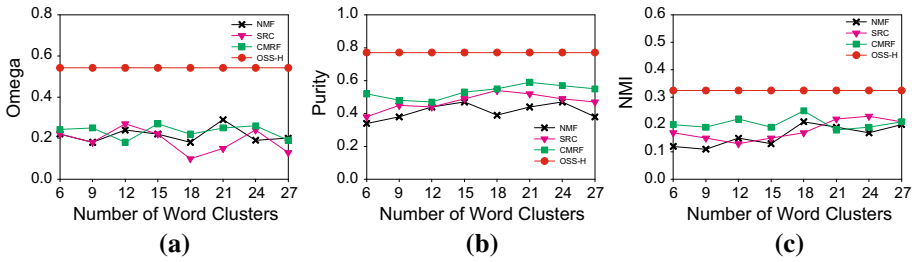 0.8
0.6
0.4
0.2
0.0
Omega
6 9 12 15 18 21 24 27
Number of Word Clusters
NMF
SRC
CMRF
OSS-H
(a)
1.0
0.8
0.6
0.4
0.2
0.0
Purity
6 9 12 15 18 21 24 27
Number of Word Clusters
NMF
SRC
CMRF
OSS-H
(b)
0.6
0.5
0.4
0.3
0.2
0.1
0.0
NMI
6 9 12 15 18 21 24 27
Number of Word Clusters
NMF
SRC
CMRF
OSS-H
(c)